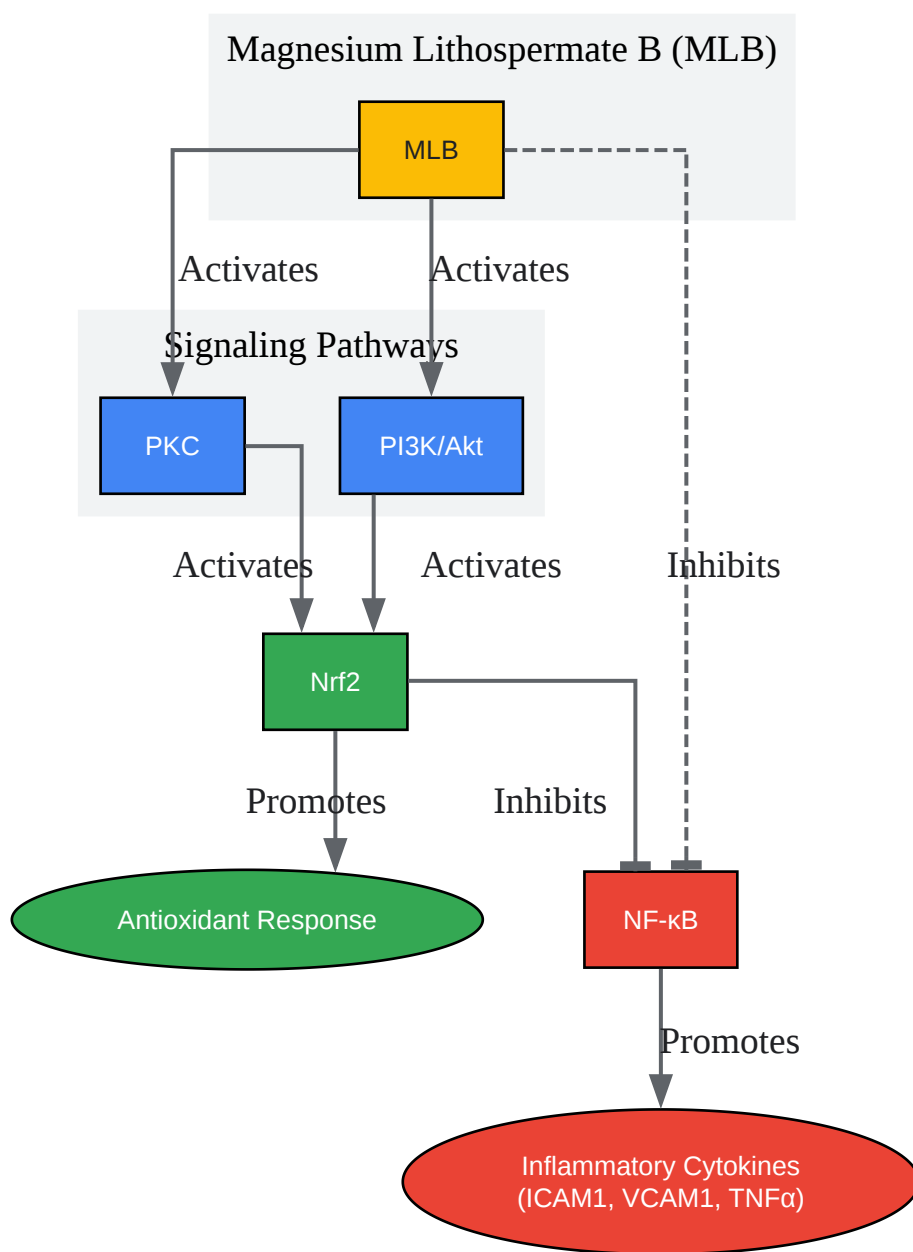 Magnesium Lithospermate B (MLB)
MLB
Activates
Activates
Signaling Pathways
PKC
PI3K/Akt
Activates
Activates
Inhibits
Nrf2
Promotes
Inhibits
Antioxidant Response
NF-κB
Promotes
Inflammatory Cytokines
(ICAM1, VCAM1, TNFα)